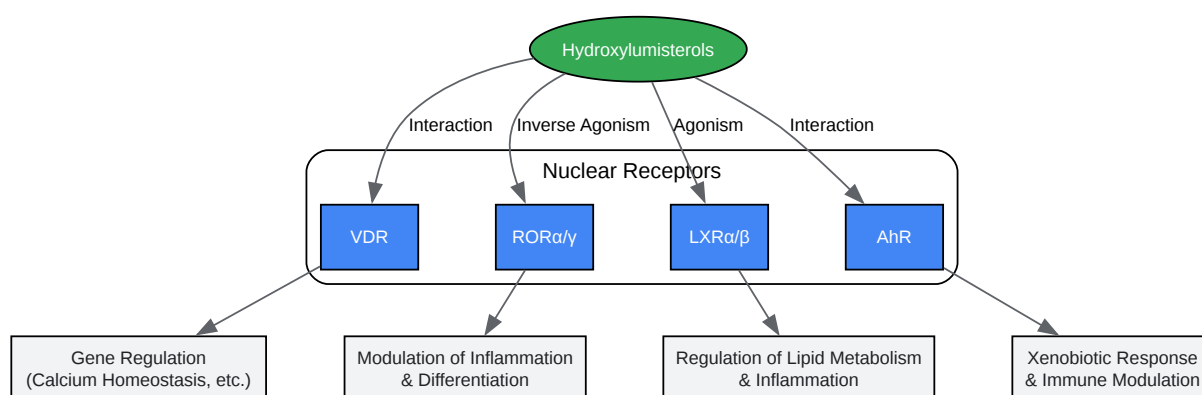 Hydroxylumisterols
Interaction
Inverse Agonism
Agonism
Interaction
Nuclear Receptors
VDR
RORα/γ
LXRα/β
AhR
Gene Regulation
(Calcium Homeostasis, etc.)
Modulation of Inflammation
& Differentiation
Regulation of Lipid Metabolism
& Inflammation
Xenobiotic Response
& Immune Modulation